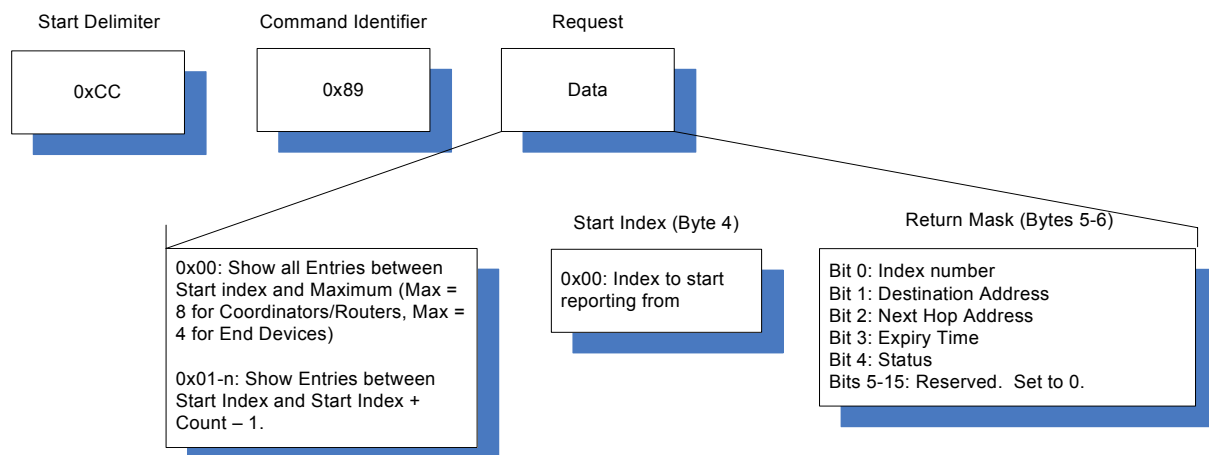 Start Delimiter
Command Identifier
Request
0xCC
0x89
Data
Start Index (Byte 4)
Return Mask (Bytes 5-6)
0x00: Show all Entries between
Start index and Maximum (Max =
8 for Coordinators/Routers, Max =
4 for End Devices)
0x01-n: Show Entries between
Start Index and Start Index +
Count – 1.
0x00: Index to start
reporting from
Bit 0: Index number
Bit 1: Destination Address
Bit 2: Next Hop Address
Bit 3: Expiry Time
Bit 4: Status
Bits 5-15: Reserved.  Set to 0.